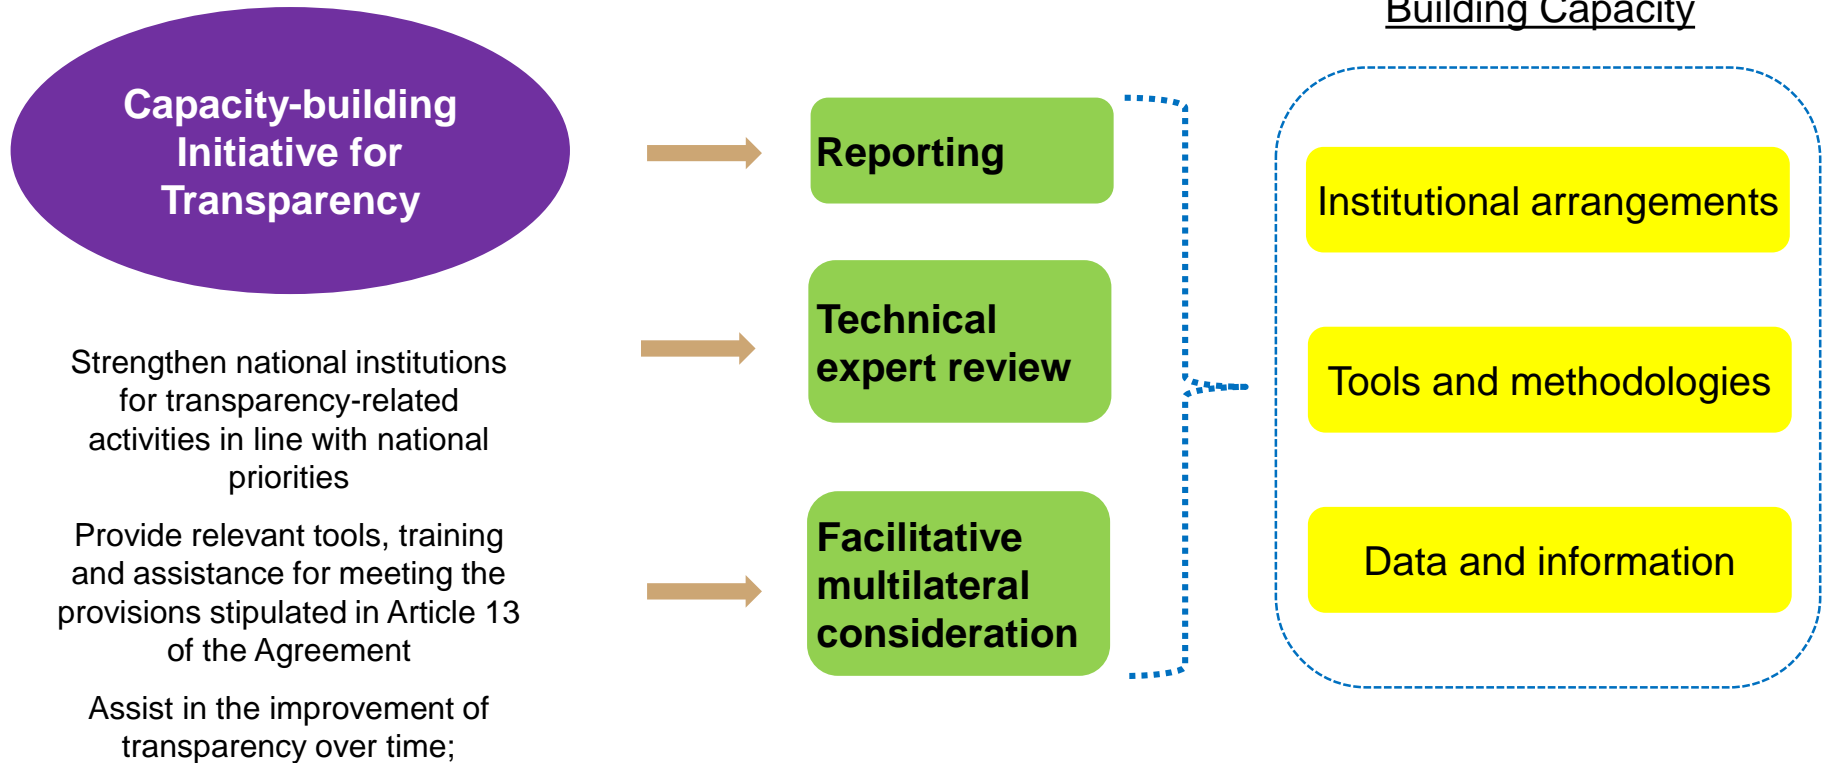 Building Capacity
Capacity-building
Initiative for
Transparency
Reporting
Institutional arrangements
Technical
expert review
Tools and methodologies
Strengthen national institutions
for transparency-related
activities in line with national
priorities
Provide relevant tools, training
and assistance for meeting the
provisions stipulated in Article 13
of the Agreement
Facilitative
multilateral
consideration
Data and information
Assist in the improvement of
transparency over time;